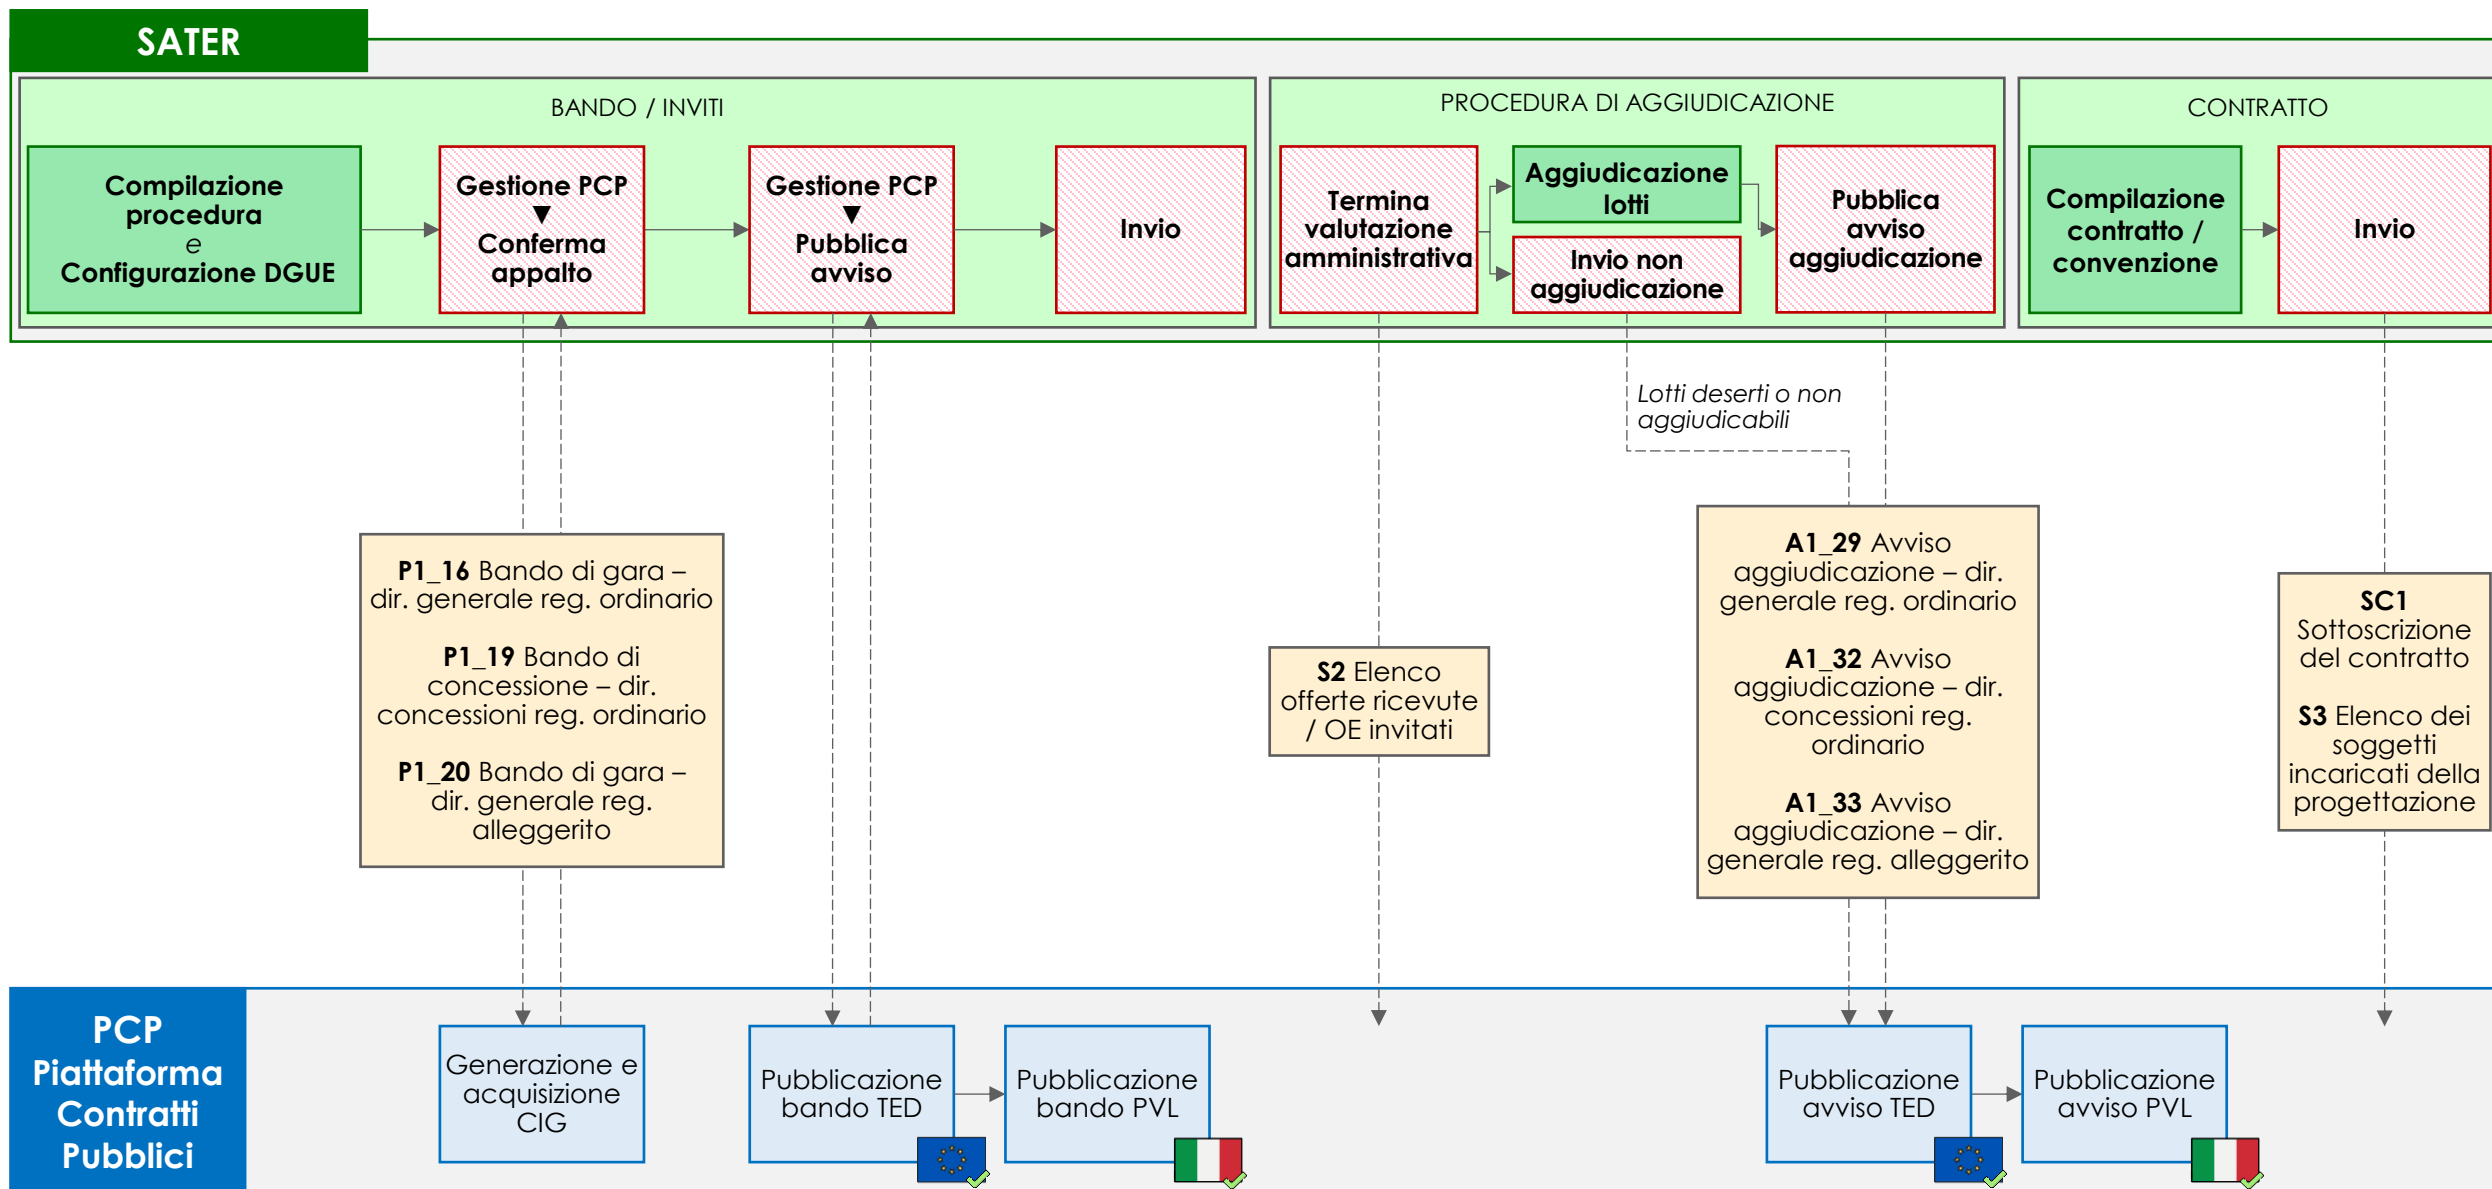 SATER
BANDO / INVITI
Compilazione
procedura
e
Configurazione DGUE
Gestione PCP
▼
Conferma
appalto
Gestione PCP
▼
Pubblica
avviso
Invio
PROCEDURA DI AGGIUDICAZIONE
Termina
valutazione
amministrativa
Aggiudicazione
lotti
Invio non
aggiudicazione
Pubblica
avviso
aggiudicazione
CONTRATTO
Compilazione
contratto /
convenzione
Invio
Lotti deserti o non
aggiudicabili
P1_16 Bando di gara –
dir. generale reg. ordinario
P1_19 Bando di
concessione – dir.
concessioni reg. ordinario
P1_20 Bando di gara –
dir. generale reg.
alleggerito
S2 Elenco
offerte ricevute
/ OE invitati
A1_29 Avviso
aggiudicazione – dir.
generale reg. ordinario
A1_32 Avviso
aggiudicazione – dir.
concessioni reg.
ordinario
A1_33 Avviso
aggiudicazione – dir.
generale reg. alleggerito
SC1
Sottoscrizione
del contratto
S3 Elenco dei
soggetti
incaricati della
progettazione
PCP
Piattaforma
Contratti
Pubblici
Generazione e
acquisizione
CIG
Pubblicazione
bando TED
Pubblicazione
bando PVL
Pubblicazione
avviso TED
Pubblicazione
avviso PVL